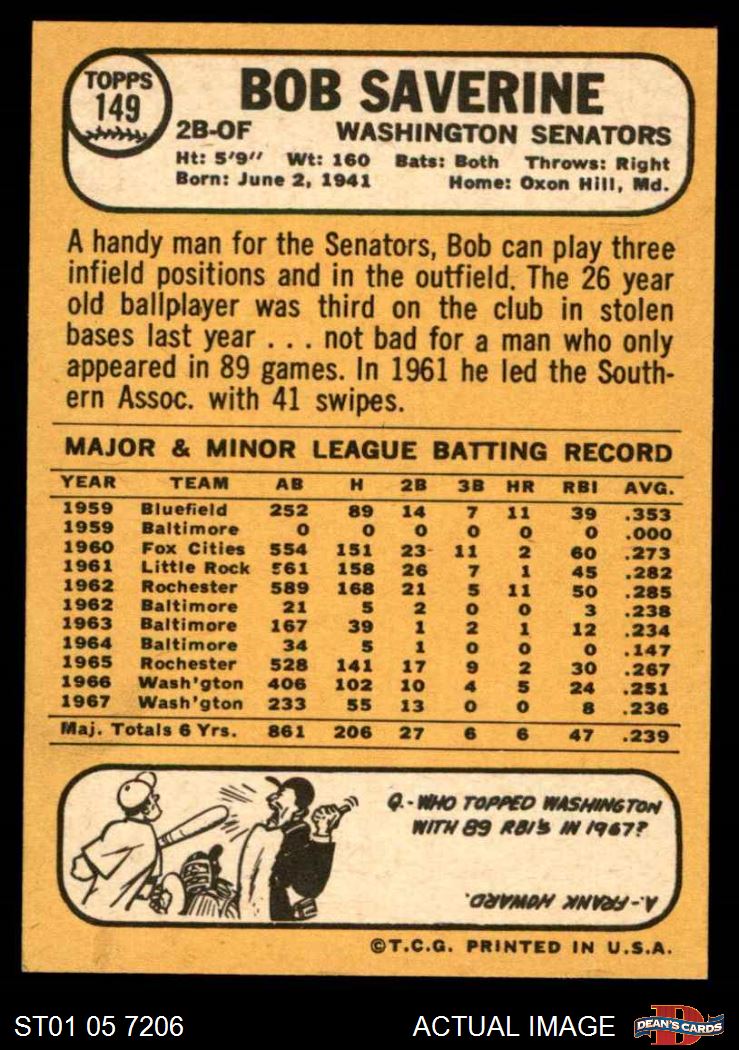 TOPPS
149
BOB SAVERINE
2B-OF WASHINGTON SENATORS
Ht: 5'9" Wt: 160 Bats: Both Throws: Right
Born: June 2, 1941 Home: Oxon Hill, Md.
A handy man for the Senators, Bob can play three
infield positions and in the outfield. The 26 year
old ballplayer was third on the club in stolen
bases last year . . . not bad for a man who only
appeared in 89 games. In 1961 he led the South-
ern Assoc. with 41 swipes.
MAJOR & MINOR LEAGUE BATTING RECORD
YEAR TEAM AB H 2B 3B HR RBI AVG.
1959 Bluefield 252 89 14 7 11 39 .353
1959 Baltimore 0 0 0 0 0 0 .000
1960 Fox Cities 554 151 23 11 2 60 .273
1961 Little Rock 561 158 26 7 1 45 .282
1962 Rochester 589 168 21 5 11 50 .285
1962 Baltimore 21 5 2 0 0 3 .238
1963 Baltimore 167 39 1 2 1 12 .234
1964 Baltimore 34 5 1 0 0 0 .147
1965 Rochester 528 141 17 9 2 30 .267
1966 Wash'gton 406 102 10 4 5 24 .251
1967 Wash'gton 233 55 13 0 0 8 .236
Maj. Totals 6 Yrs. 861 206 27 6 6 47 .239
Q.-WHO TOPPED WASHINGTON
WITH 89 RBI'S IN 1967?
A.-FRANK HOWARD.
©T.C.G. PRINTED IN U.S.A.
ST01 05 7206 ACTUAL IMAGE
D
DEAN'S CARDS